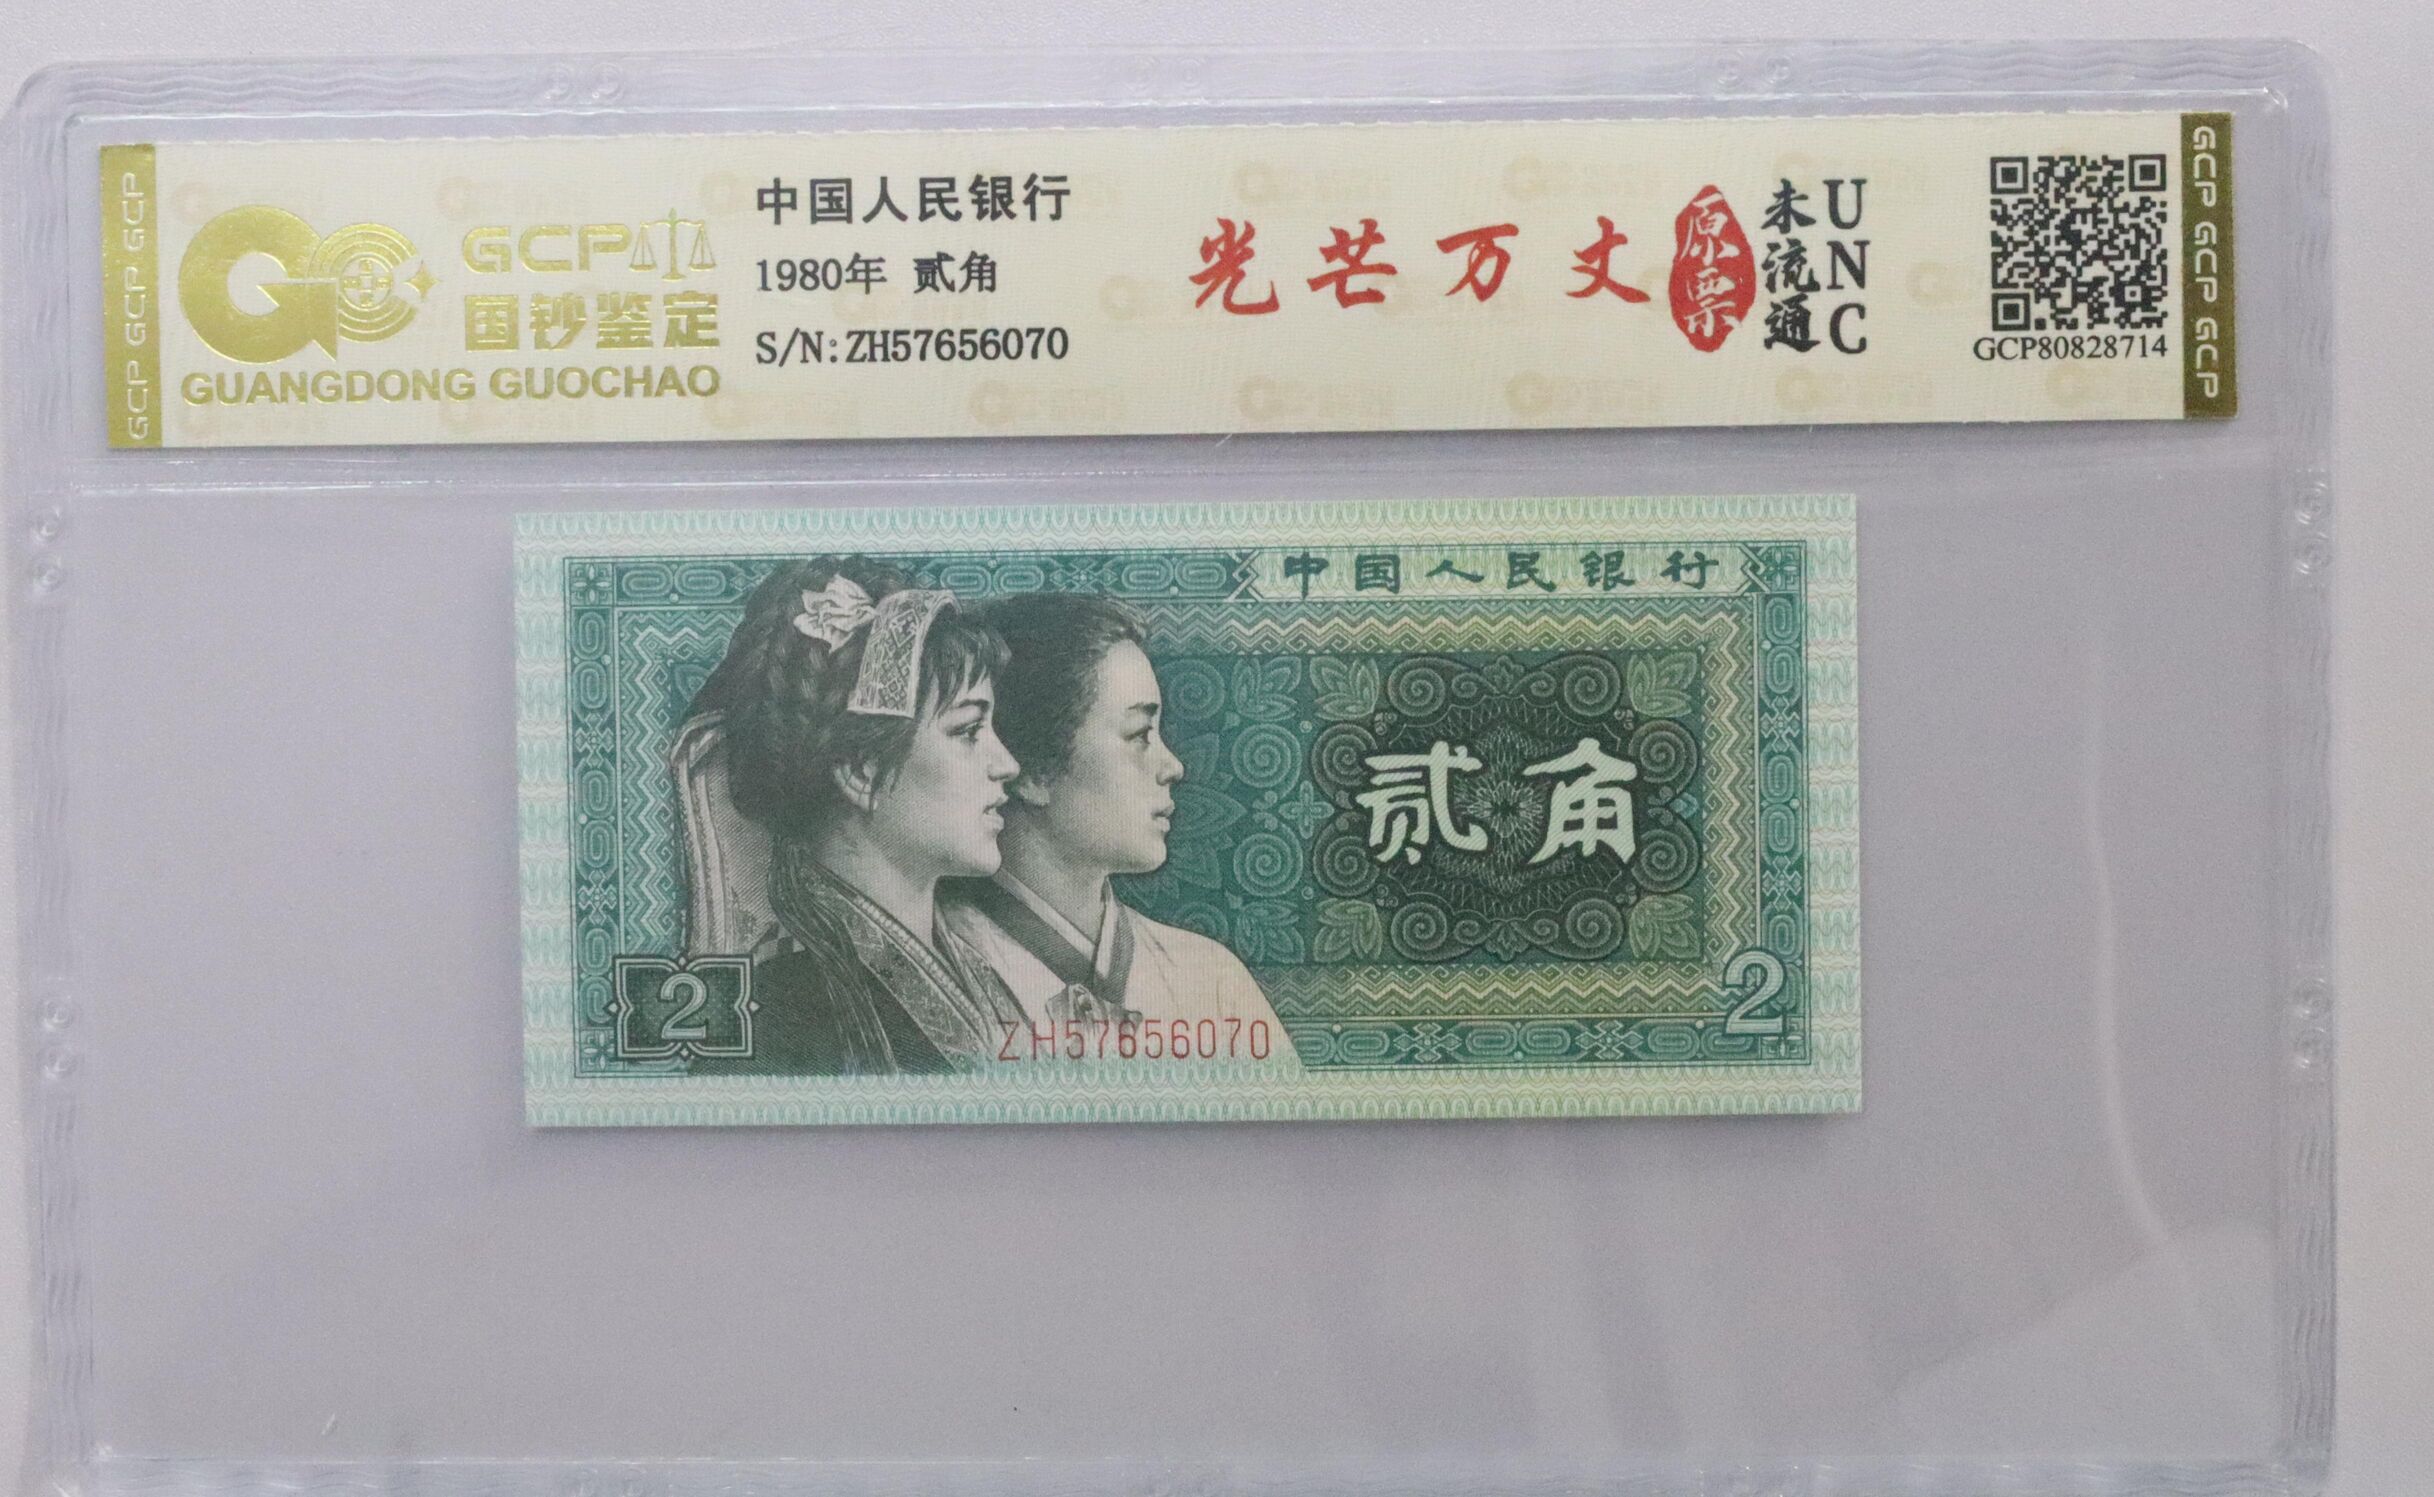 GCP GCP GCP
GCP
国钞鉴定
GUANGDONG GUOCHAO
中国人民银行
1980年 贰角
S/N:ZH57656070
光芒万丈
原票
未流通
UNC
GCP80828714
GCP GCP GCP
中国人民银行
贰角
2
ZH57656070
2